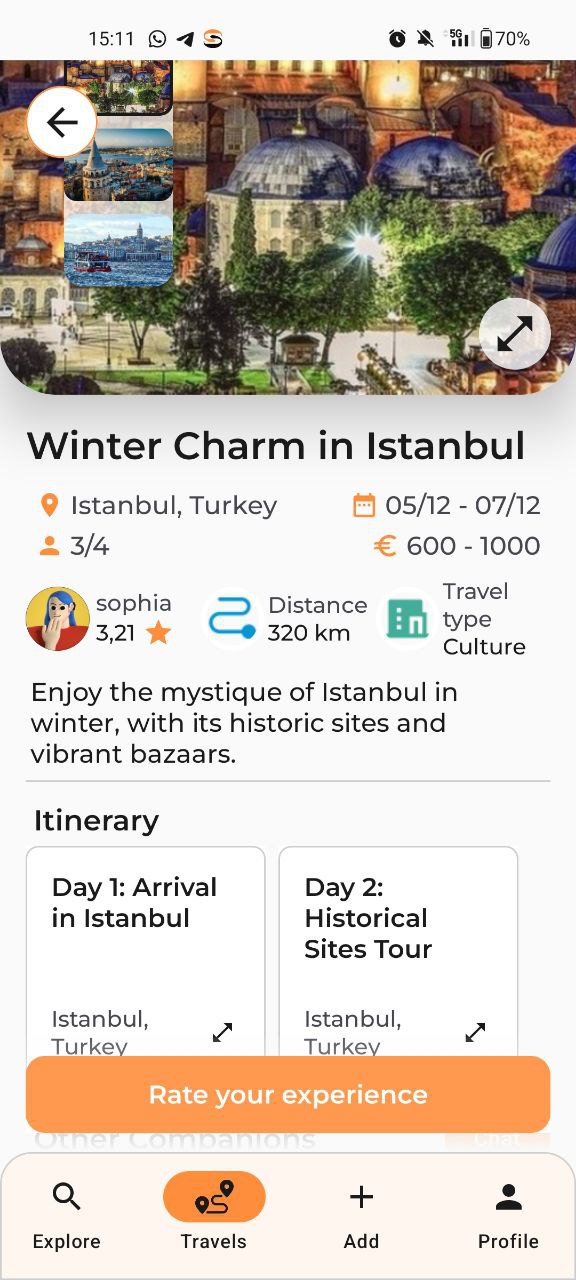 15:11 5G 70%
Winter Charm in Istanbul
Istanbul, Turkey 05/12 - 07/12
3/4 € 600 - 1000
sophia
3,21
Distance
320 km
Travel
type
Culture
Enjoy the mystique of Istanbul in
winter, with its historic sites and
vibrant bazaars.
Itinerary
Day 1: Arrival
in Istanbul
Istanbul,
Turkey
Day 2:
Historical
Sites Tour
Istanbul,
Turkey
Rate your experience
Other Companions Chat
Explore Travels Add Profile